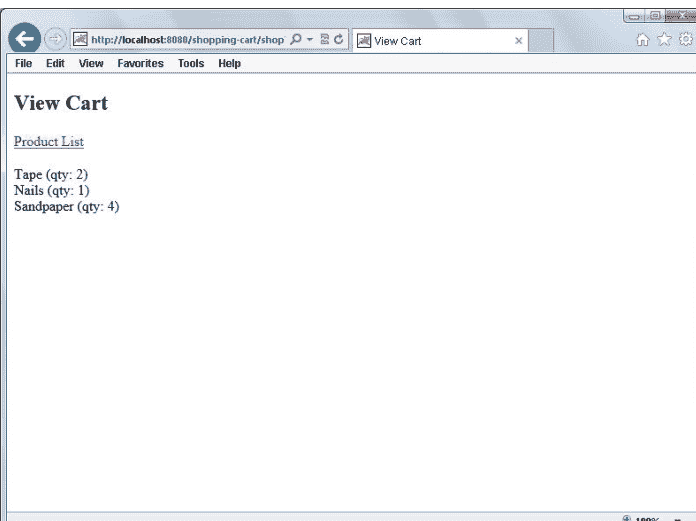 http://localhost:8080/shopping-cart/shop
View Cart
File Edit View Favorites Tools Help
View Cart
Product List
Tape (qty: 2)
Nails (qty: 1)
Sandpaper (qty: 4)